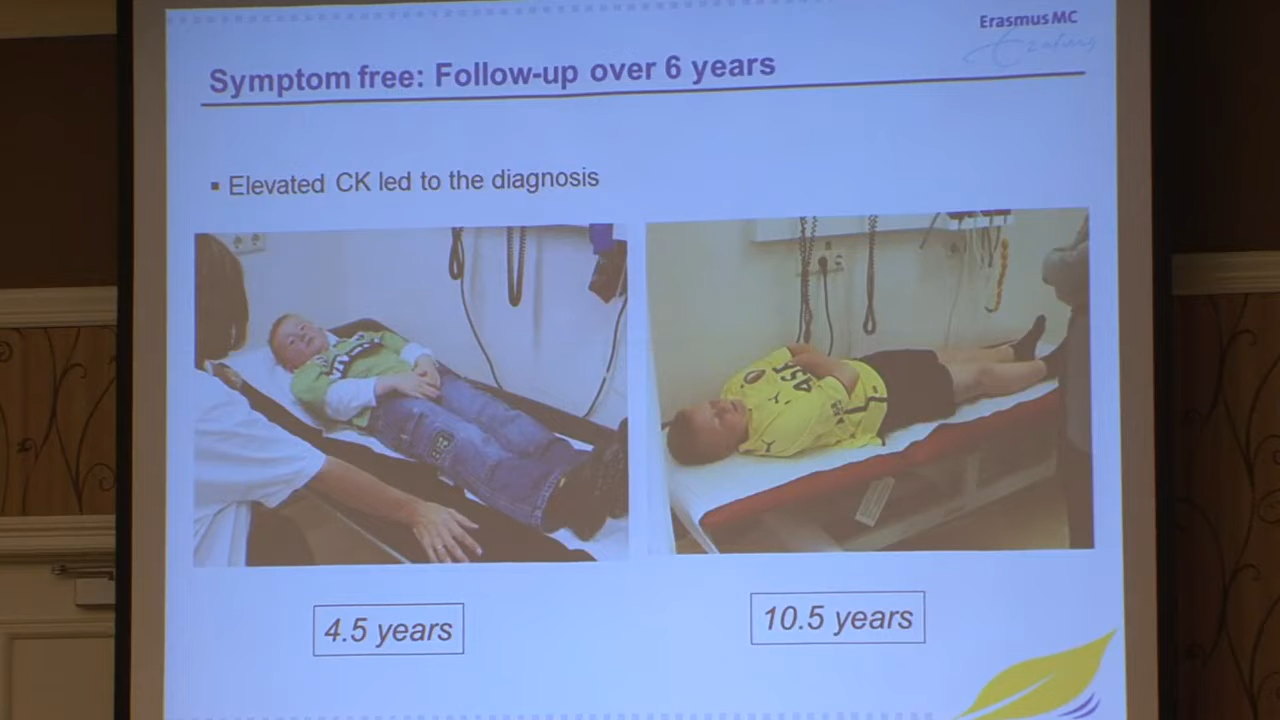 Erasmus MC
Erasmus
Symptom free: Follow-up over 6 years
▪ Elevated CK led to the diagnosis
4.5 years
10.5 years